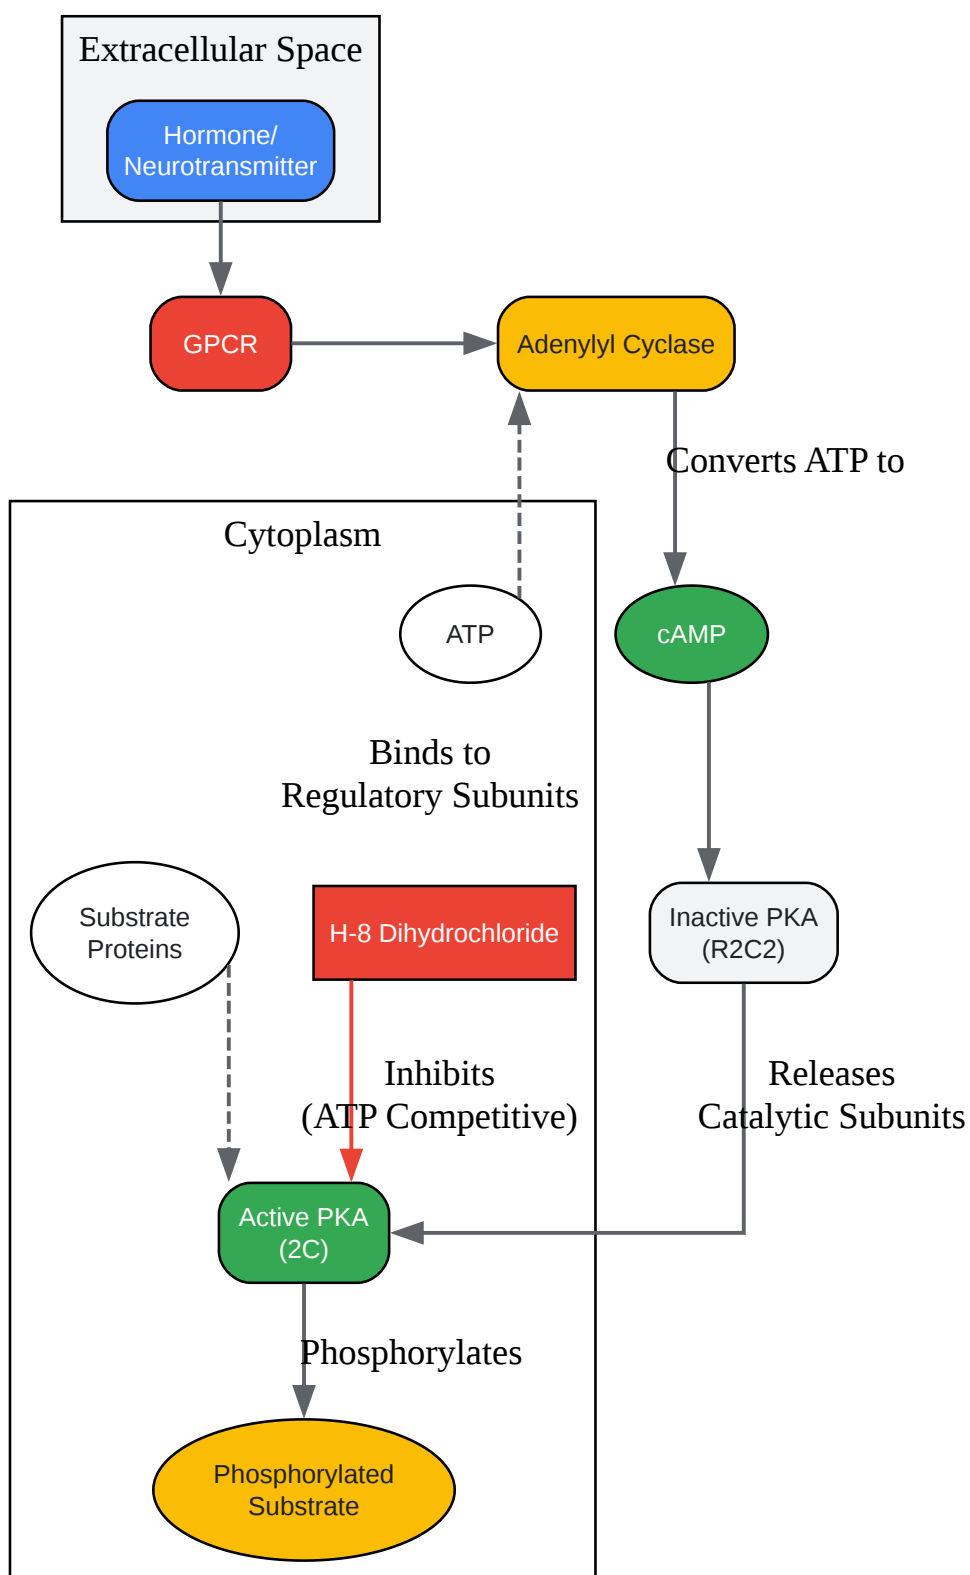 Extracellular Space
Hormone/
Neurotransmitter
GPCR
Adenylyl Cyclase
Converts ATP to
Cytoplasm
ATP
cAMP
Binds to
Regulatory Subunits
Substrate
Proteins
H-8 Dihydrochloride
Inactive PKA
(R2C2)
Inhibits
(ATP Competitive)
Releases
Catalytic Subunits
Active PKA
(2C)
Phosphorylates
Phosphorylated
Substrate